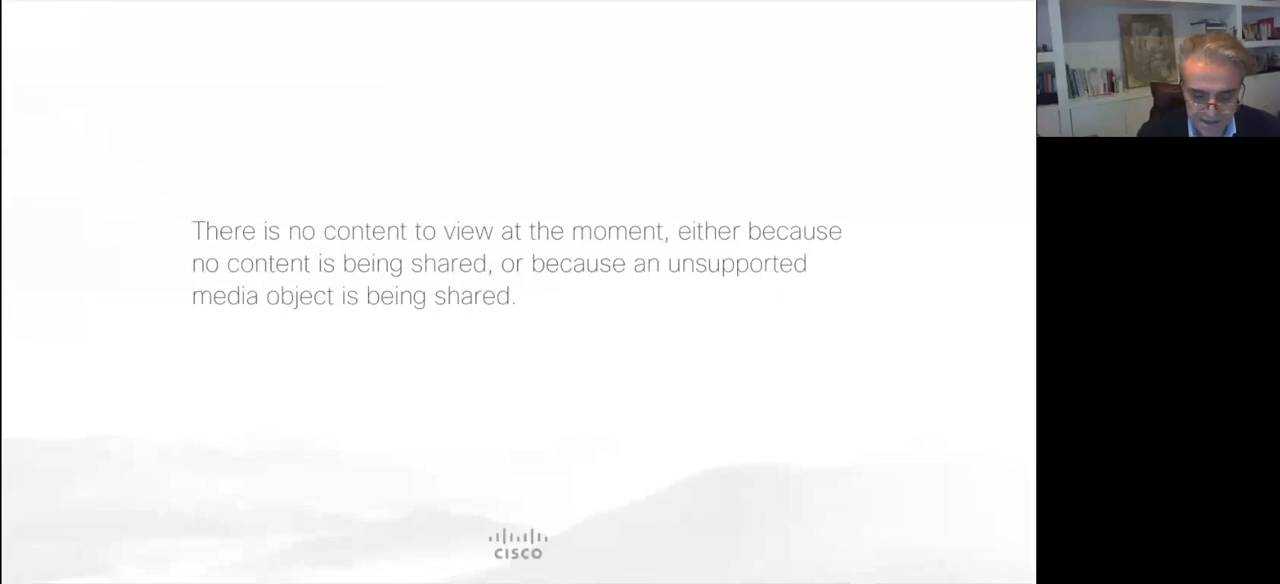 There is no content to view at the moment, either because
no content is being shared, or because an unsupported
media object is being shared.
CISCO